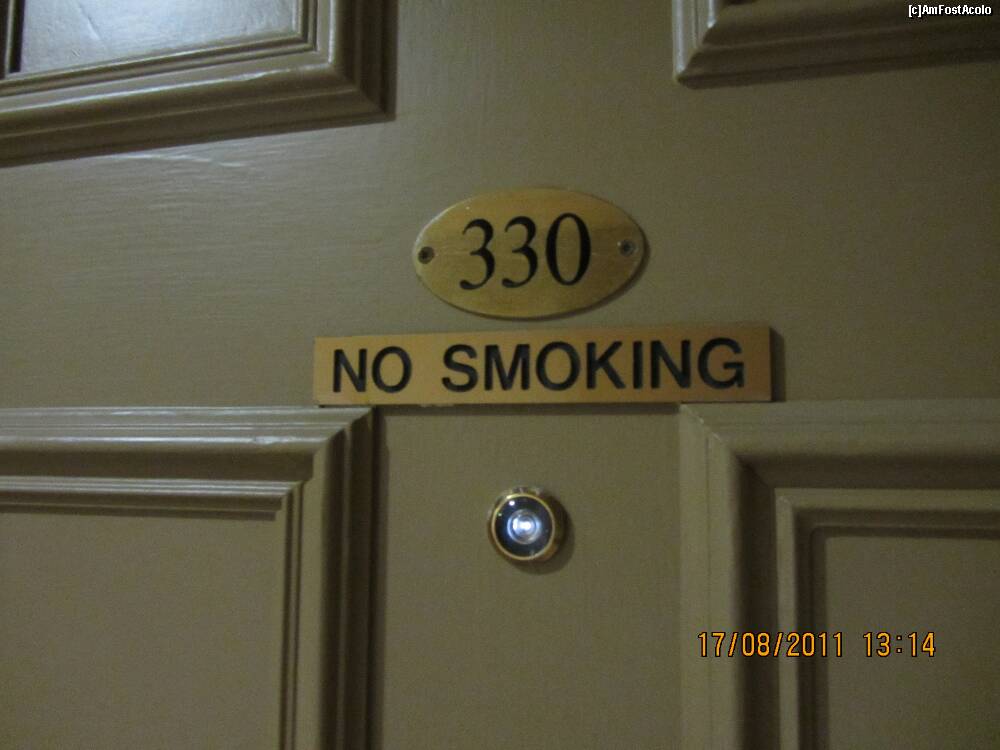 [c]AmFostAcolo
330
NO SMOKING
17/08/2011 13:14